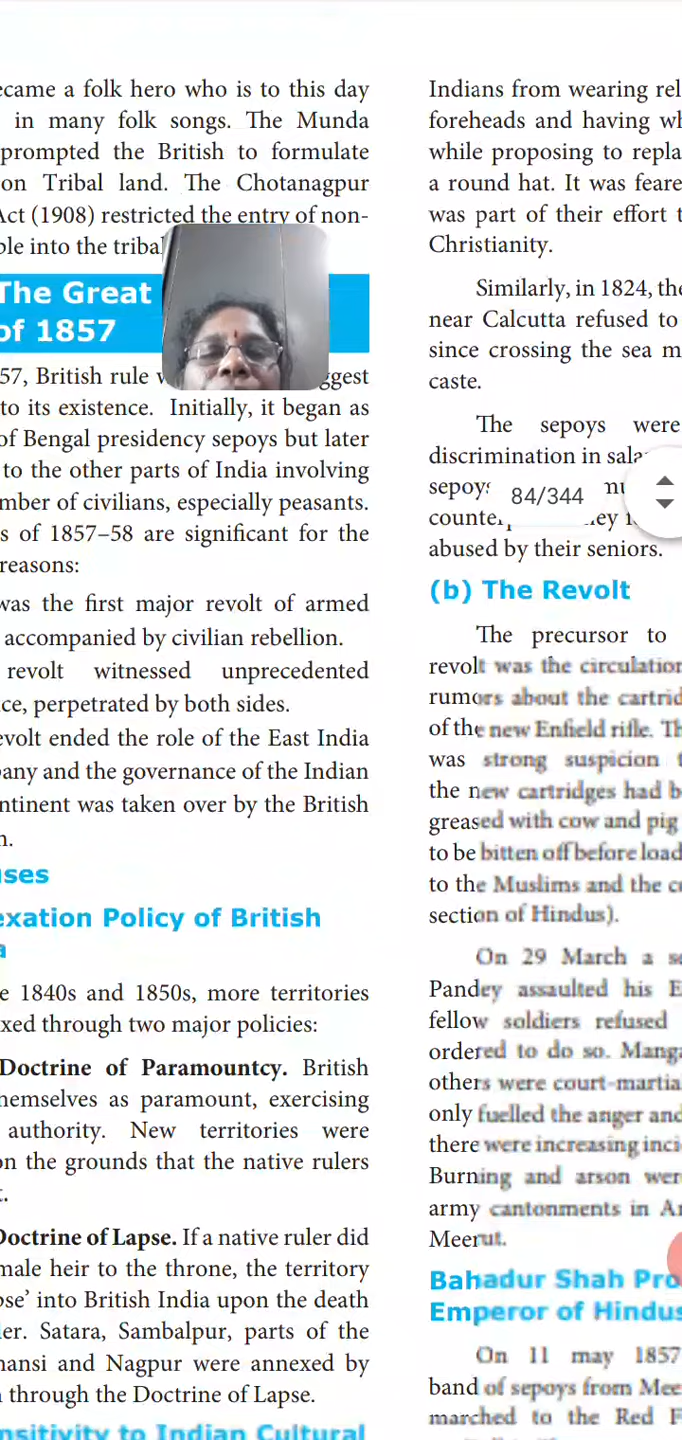 ecame a folk hero who is to this day
in many folk songs. The Munda
prompted the British to formulate
on Tribal land. The Chotanagpur
Act (1908) restricted the entry of non-
ble into the tribal
The Great
of 1857
57, British rule ggest
to its existence. Initially, it began as
of Bengal presidency sepoys but later
to the other parts of India involving
mber of civilians, especially peasants.
s of 1857–58 are significant for the
reasons:
was the first major revolt of armed
accompanied by civilian rebellion.
revolt witnessed unprecedented
ce, perpetrated by both sides.
evolt ended the role of the East India
pany and the governance of the Indian
ontinent was taken over by the British
n.
uses
exation Policy of British
a
e 1840s and 1850s, more territories
xed through two major policies:
Doctrine of Paramountcy. British
hemselves as paramount, exercising
authority. New territories were
on the grounds that the native rulers
t.
Doctrine of Lapse. If a native ruler did
male heir to the throne, the territory
pse’ into British India upon the death
ler. Satara, Sambalpur, parts of the
hansi and Nagpur were annexed by
h through the Doctrine of Lapse.
nsitivity to Indian Cultural
Indians from wearing rel
foreheads and having wh
while proposing to repla
a round hat. It was feare
was part of their effort t
Christianity.
Similarly, in 1824, the
near Calcutta refused to
since crossing the sea m
caste.
The sepoys were
discrimination in sala
sepoys mu
counte ey
abused by their seniors.
84/344
(b) The Revolt
The precursor to
revolt was the circulation
rumors about the cartrid
of the new Enfield rifle. Th
was strong suspicion t
the new cartridges had b
greased with cow and pig
to be bitten off before load
to the Muslims and the co
section of Hindus).
On 29 March a se
Pandey assaulted his E
fellow soldiers refused
ordered to do so. Manga
others were court-martia
only fuelled the anger and
there were increasing inci
Burning and arson wer
army cantonments in Am
Meerut.
Bahadur Shah Pro
Emperor of Hindus
On 11 may 1857
band of sepoys from Mee
marched to the Red F